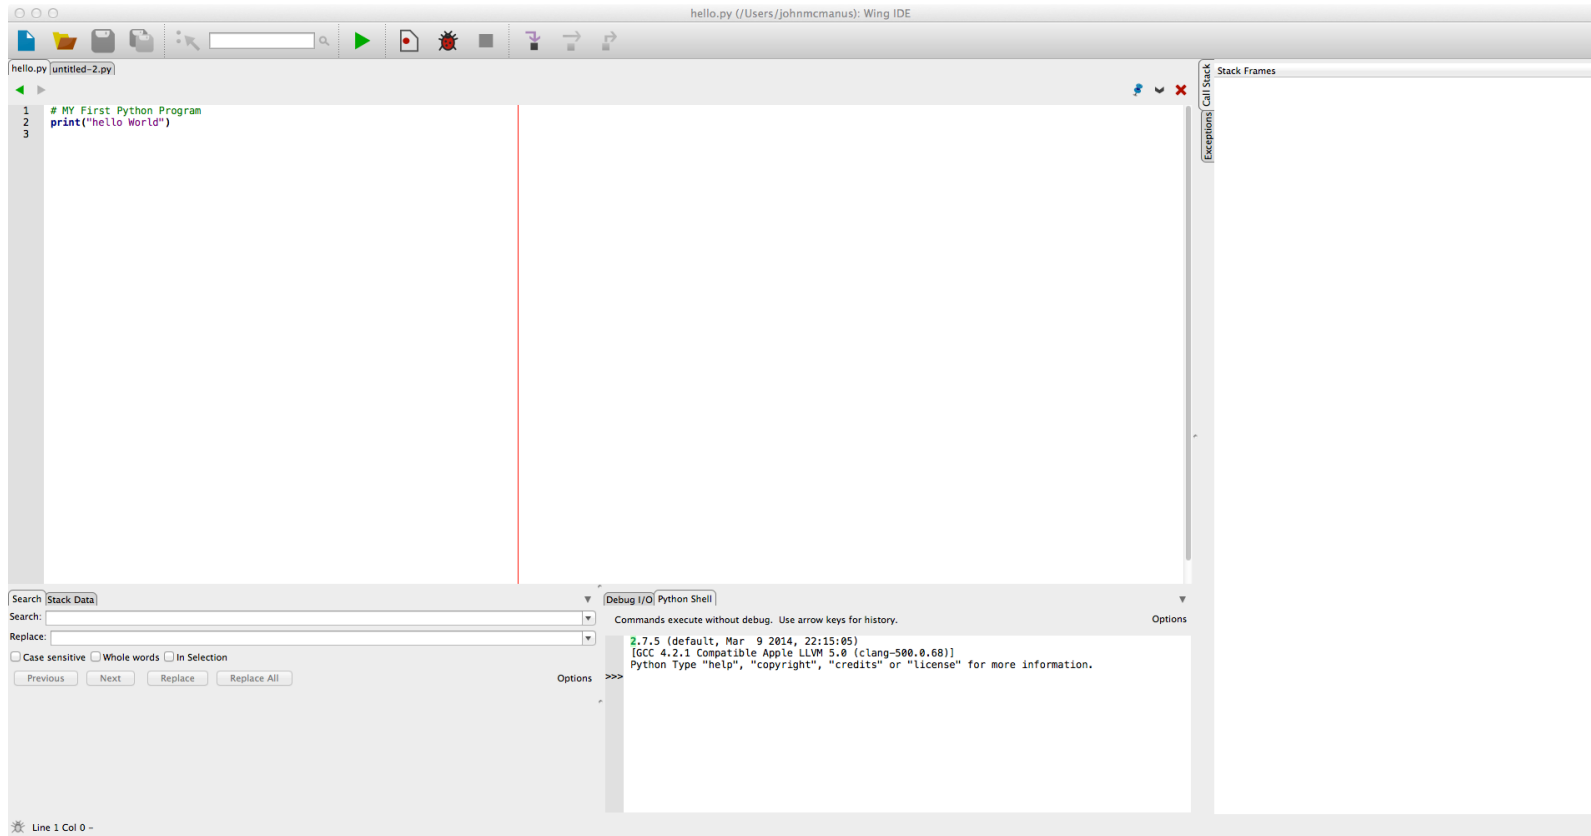 hello.py (/Users/johnmcmanus): Wing IDE
hello.py untitled-2.py
1 # MY First Python Program
2 print("hello World")
3
Call Stack
Exceptions
Stack Frames
Search Stack Data
Search:
Replace:
Case sensitive Whole words In Selection
Previous Next Replace Replace All Options
Debug I/O Python Shell
Commands execute without debug. Use arrow keys for history. Options
2.7.5 (default, Mar 9 2014, 22:15:05)
[GCC 4.2.1 Compatible Apple LLVM 5.0 (clang-500.0.68)]
Python Type "help", "copyright", "credits" or "license" for more information.
>>>
Line 1 Col 0 -